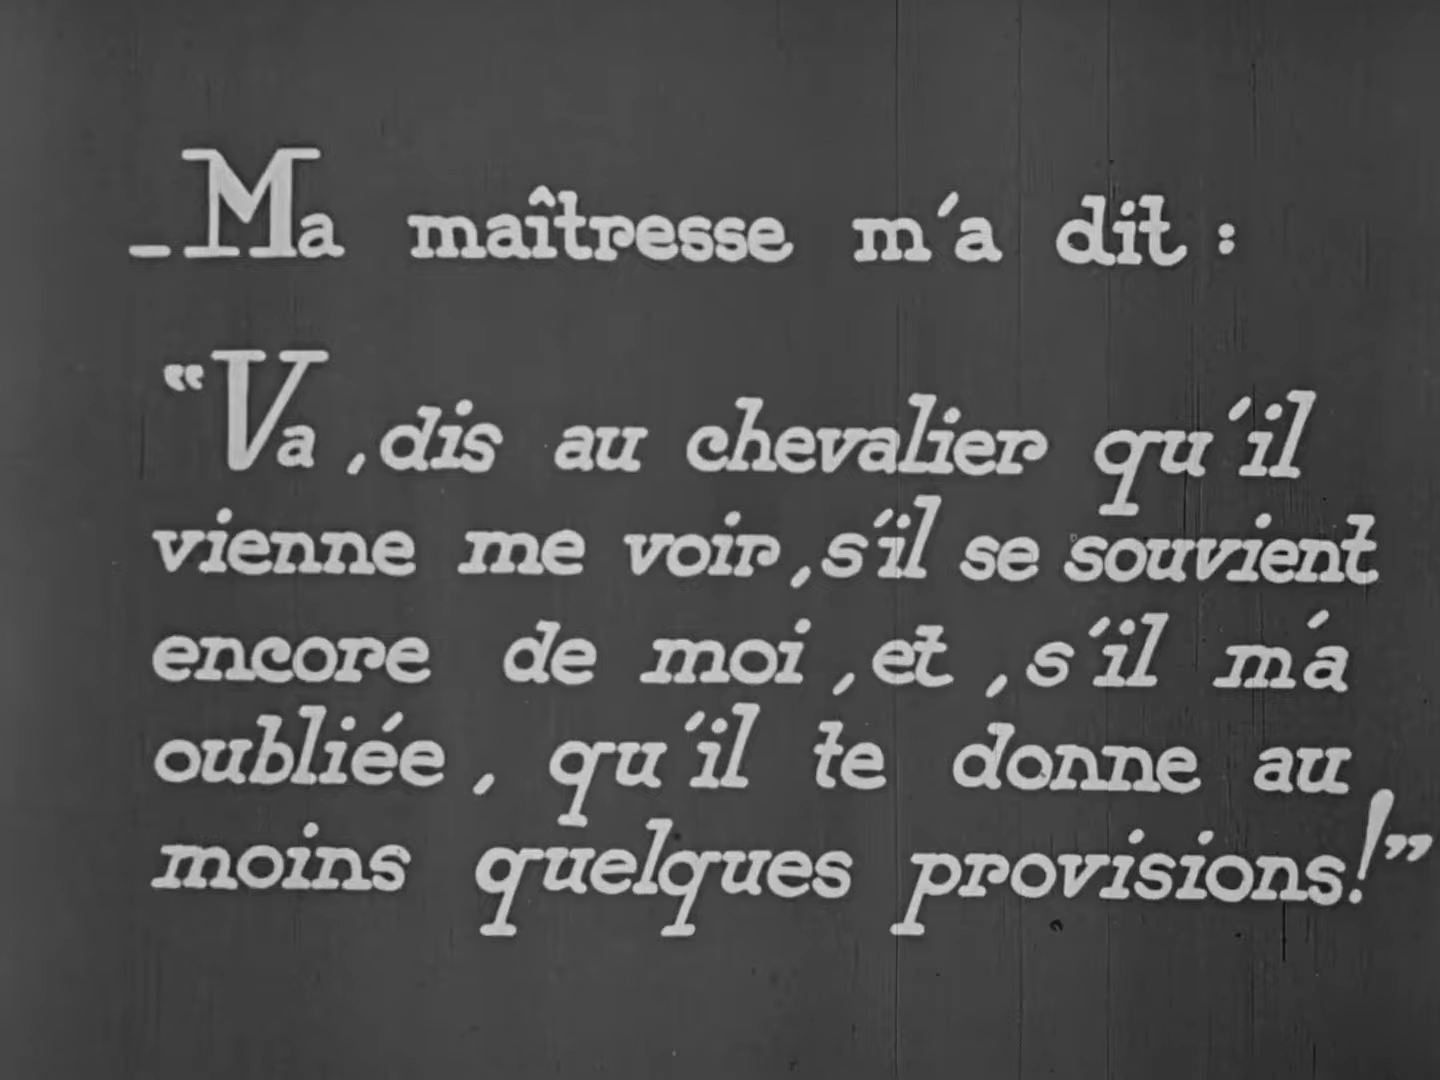 _Ma maîtresse m'a dit :
"Va, dis au chevalier qu'il
vienne me voir, s'il se souvient
encore de moi, et, s'il m'a
oubliée, qu'il te donne au
moins quelques provisions!"